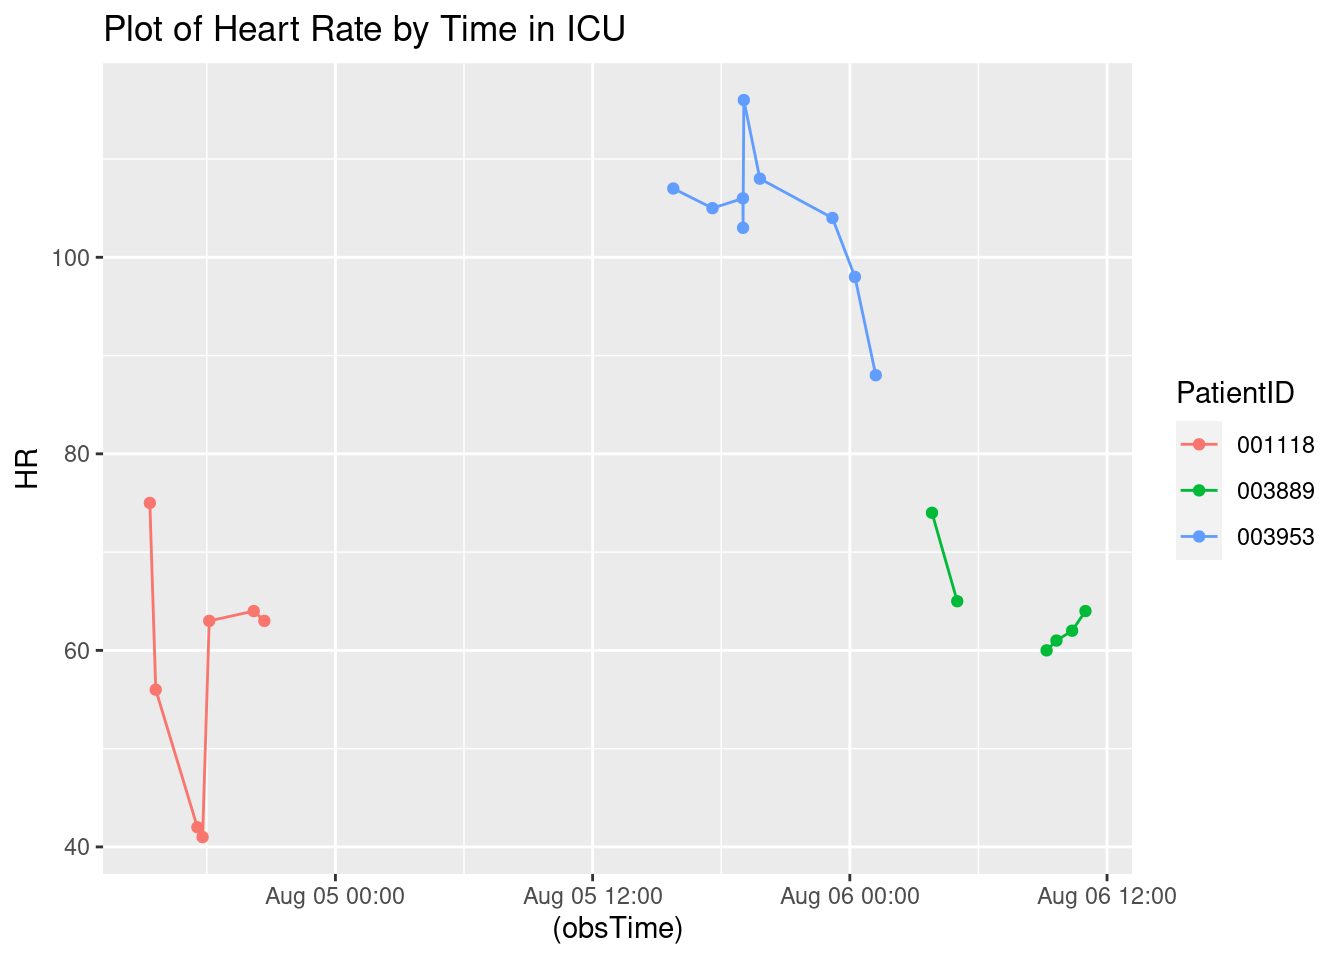 Plot of Heart Rate by Time in ICU
HR
100
80
60
40
Aug 05 00:00
Aug 05 12:00
Aug 06 00:00
Aug 06 12:00
(obsTime)
PatientID
001118
003889
003953